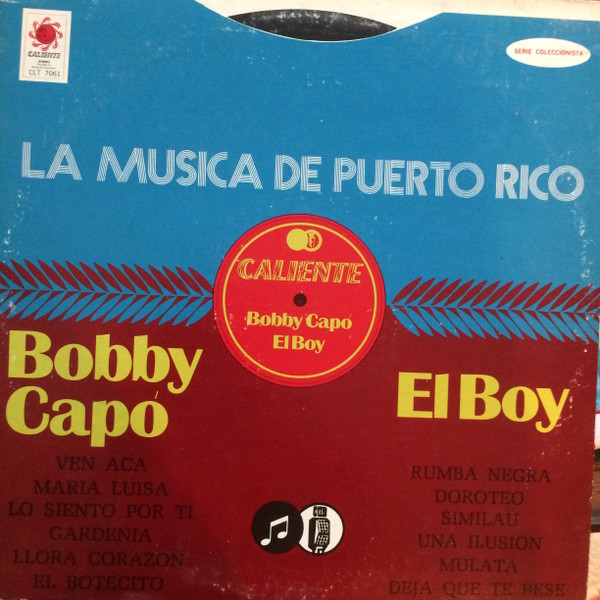 CALIENTE
CLT 7061
SERIE COLECCIONISTA
LA MUSICA DE PUERTO RICO
CALIENTE
Bobby Capó
El Boy
Bobby
Capó
El Boy
VEN ACA
MARIA LUISA
LO SIENTO POR TI
GARDENIA
LLORA CORAZON
EL BOTECITO
RUMBA NEGRA
DOROTEO
SIMILAU
UNA ILUSION
MULATA
DEJA QUE TE BESE